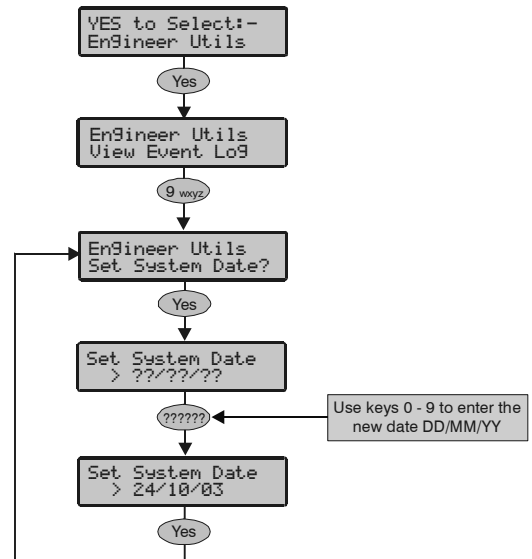 YES to Select:-
Engineer Utils
Yes
Engineer Utils
View Event Log
9 wxyz
Engineer Utils
Set System Date?
Yes
Set System Date
> ??/??/??
??????
Use keys 0 - 9 to enter the
new date DD/MM/YY
Set System Date
> 24/10/03
Yes